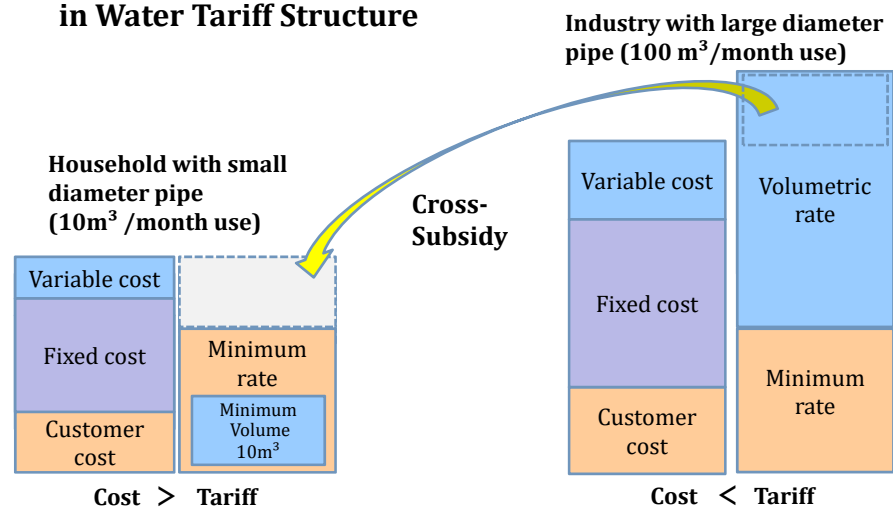 in Water Tariff Structure
Industry with large diameter
pipe (100 m³/month use)
Household with small
diameter pipe
(10m³ /month use)
Cross-
Subsidy
Variable cost
Fixed cost
Customer
cost
Minimum
rate
Minimum
Volume
10m³
Cost > Tariff
Variable cost
Fixed cost
Customer
cost
Volumetric
rate
Minimum
rate
Cost < Tariff